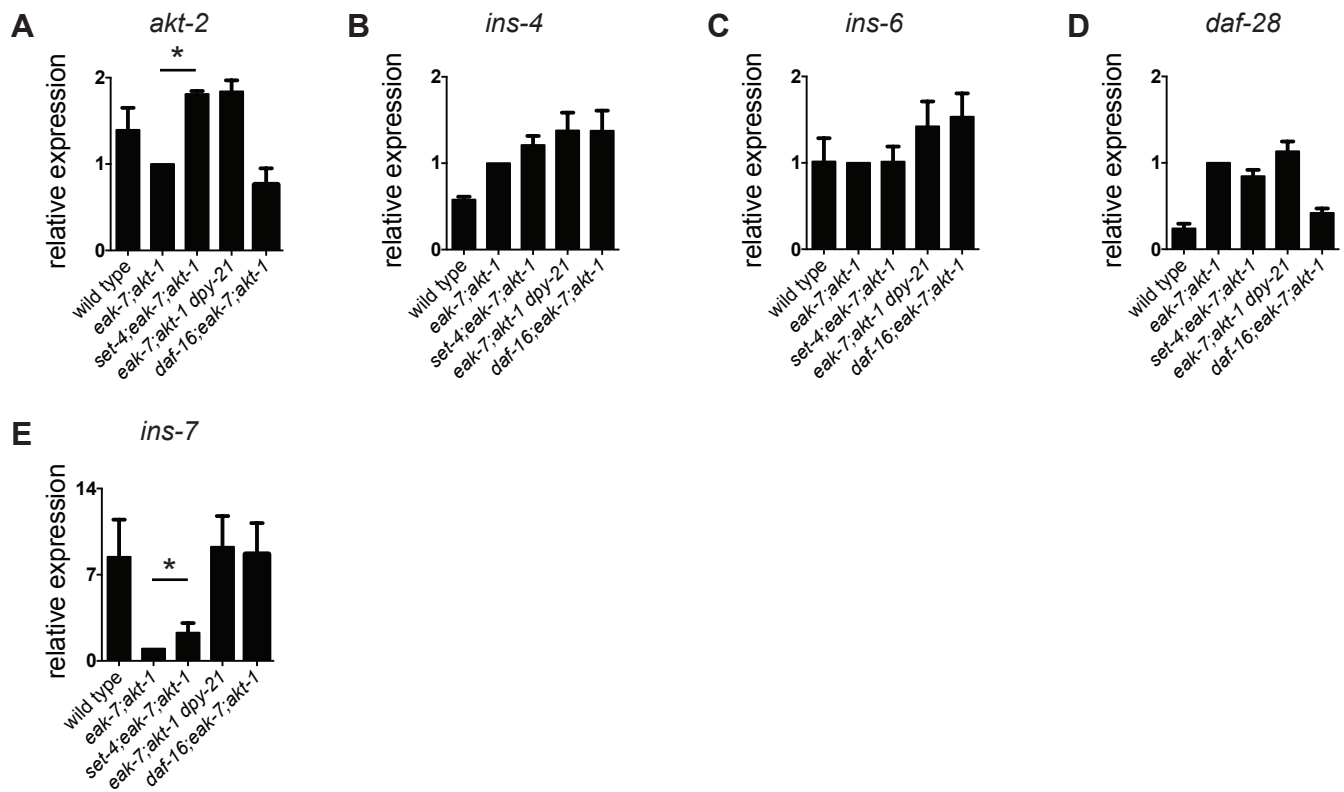 A akt-2
*
relative expression
2
1
0
wild type
eak-7;akt-1
set-4;eak-7;akt-1
eak-7;akt-1 dpy-21
daf-16;eak-7;akt-1
B ins-4
relative expression
2
1
0
wild type
eak-7;akt-1
set-4;eak-7;akt-1
eak-7;akt-1 dpy-21
daf-16;eak-7;akt-1
C ins-6
relative expression
2
1
0
wild type
eak-7;akt-1
set-4;eak-7;akt-1
eak-7;akt-1 dpy-21
daf-16;eak-7;akt-1
D daf-28
relative expression
2
1
0
wild type
eak-7;akt-1
set-4;eak-7;akt-1
eak-7;akt-1 dpy-21
daf-16;eak-7;akt-1
E ins-7
*
relative expression
14
7
0
wild type
eak-7;akt-1
set-4;eak-7;akt-1
eak-7;akt-1 dpy-21
daf-16;eak-7;akt-1